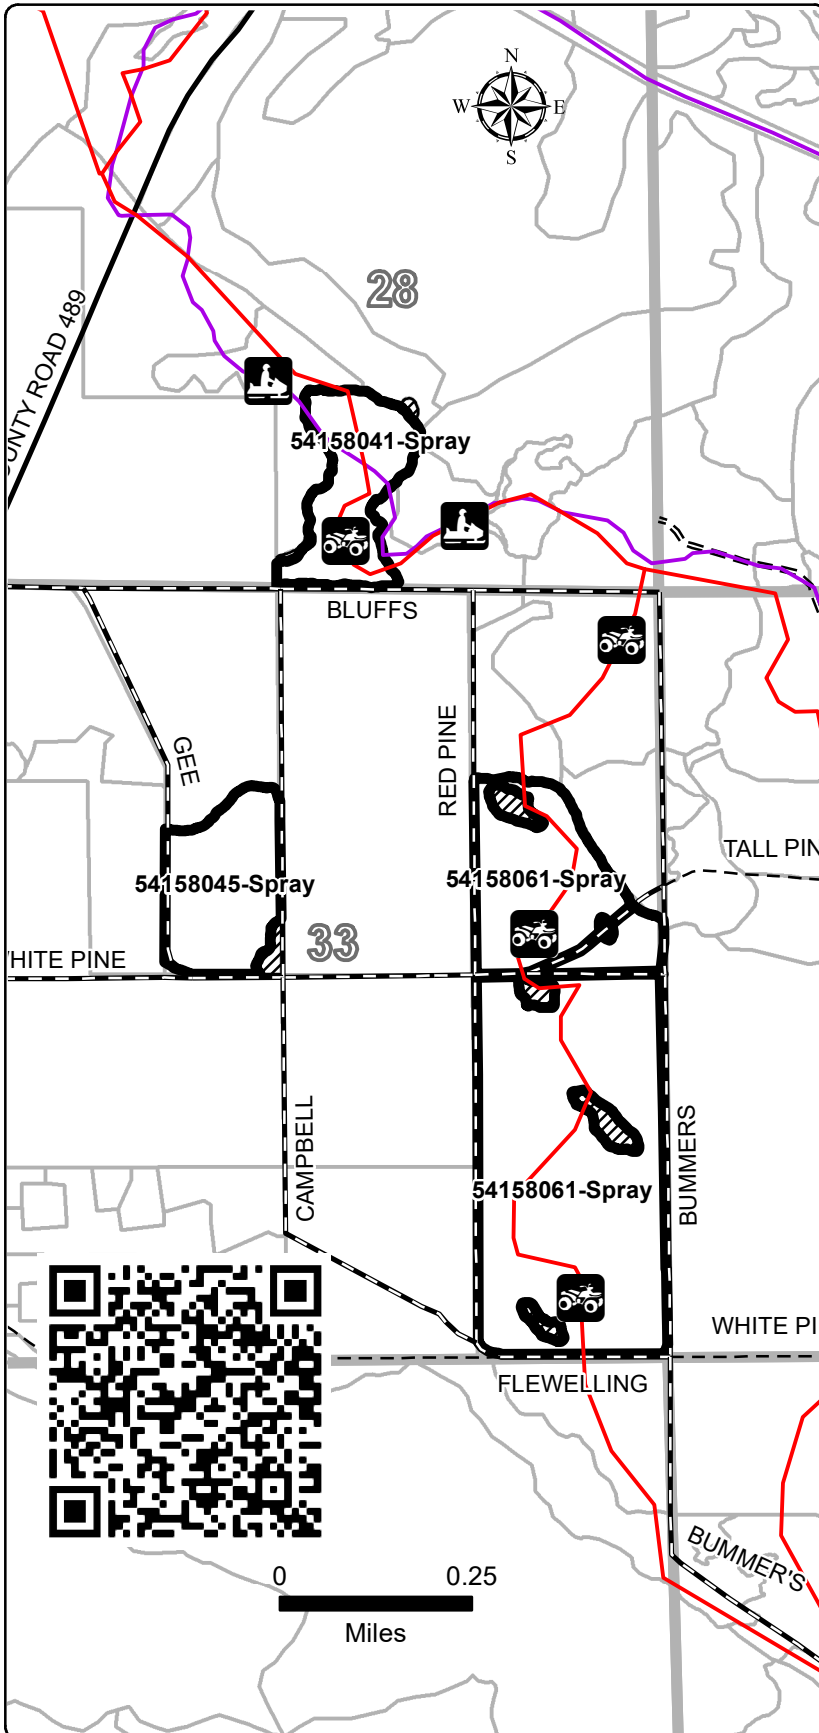 N
W E
S
28
OUNTY ROAD 489
54158041-Spray
BLUFFS
GEE
RED PINE
TALL PIN
54158045-Spray
54158061-Spray
33
HITE PINE
CAMPBELL
BUMMERS
54158061-Spray
WHITE PI
FLEWELLING
BUMMER'S
0 0.25
Miles